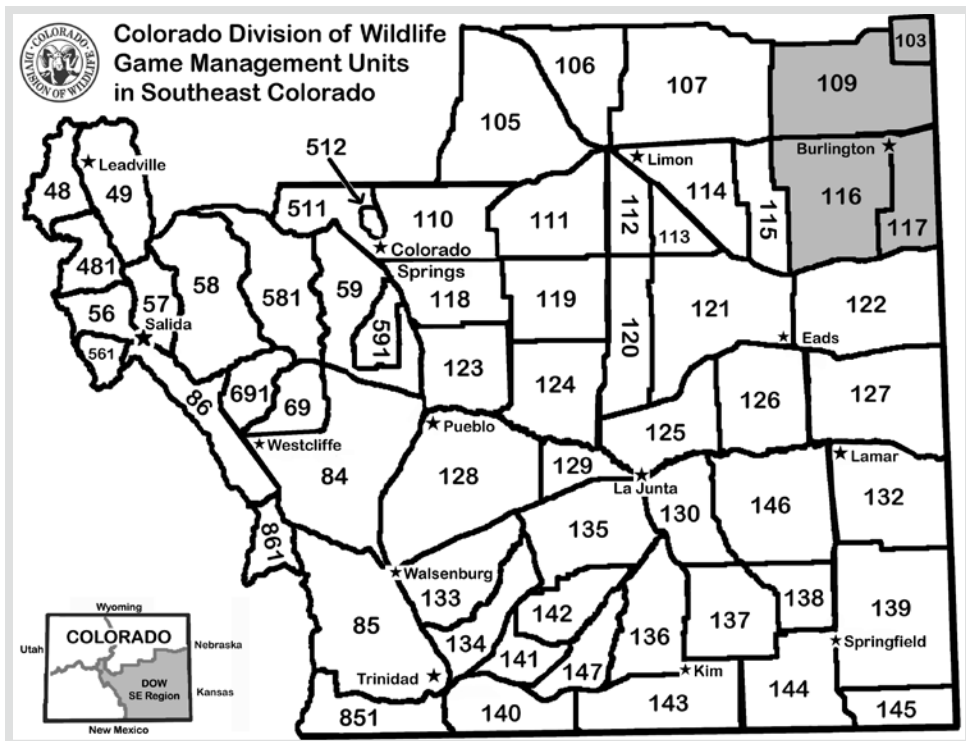 Colorado Division of Wildlife
Game Management Units
in Southeast Colorado
COLORADO
DIVISION OF WILDLIFE
103
106
107
109
105
512
Leadville
Limon
Burlington
48
49
114
116
511
110
111
112
115
117
113
Colorado
Springs
481
58
581
59
118
119
121
122
56
57
Salida
591
120
Eads
561
123
124
126
127
86
691
69
125
Westcliffe
Pueblo
84
128
129
La Junta
Lamar
146
132
130
861
135
Walsenburg
133
142
138
139
85
134
136
137
141
147
Springfield
Trinidad
Kim
144
851
140
143
145
Wyoming
COLORADO
Utah
Nebraska
DOW
SE Region
Kansas
New Mexico